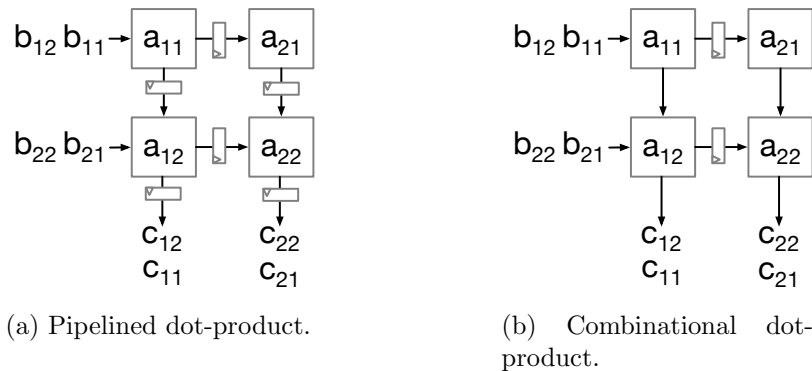 b12 b11 a11 a21
b22 b21 a12 a22
c12 c22
c11 c21
(a) Pipelined dot-product.
b12 b11 a11 a21
b22 b21 a12 a22
c12 c22
c11 c21
(b) Combinational dot-
product.